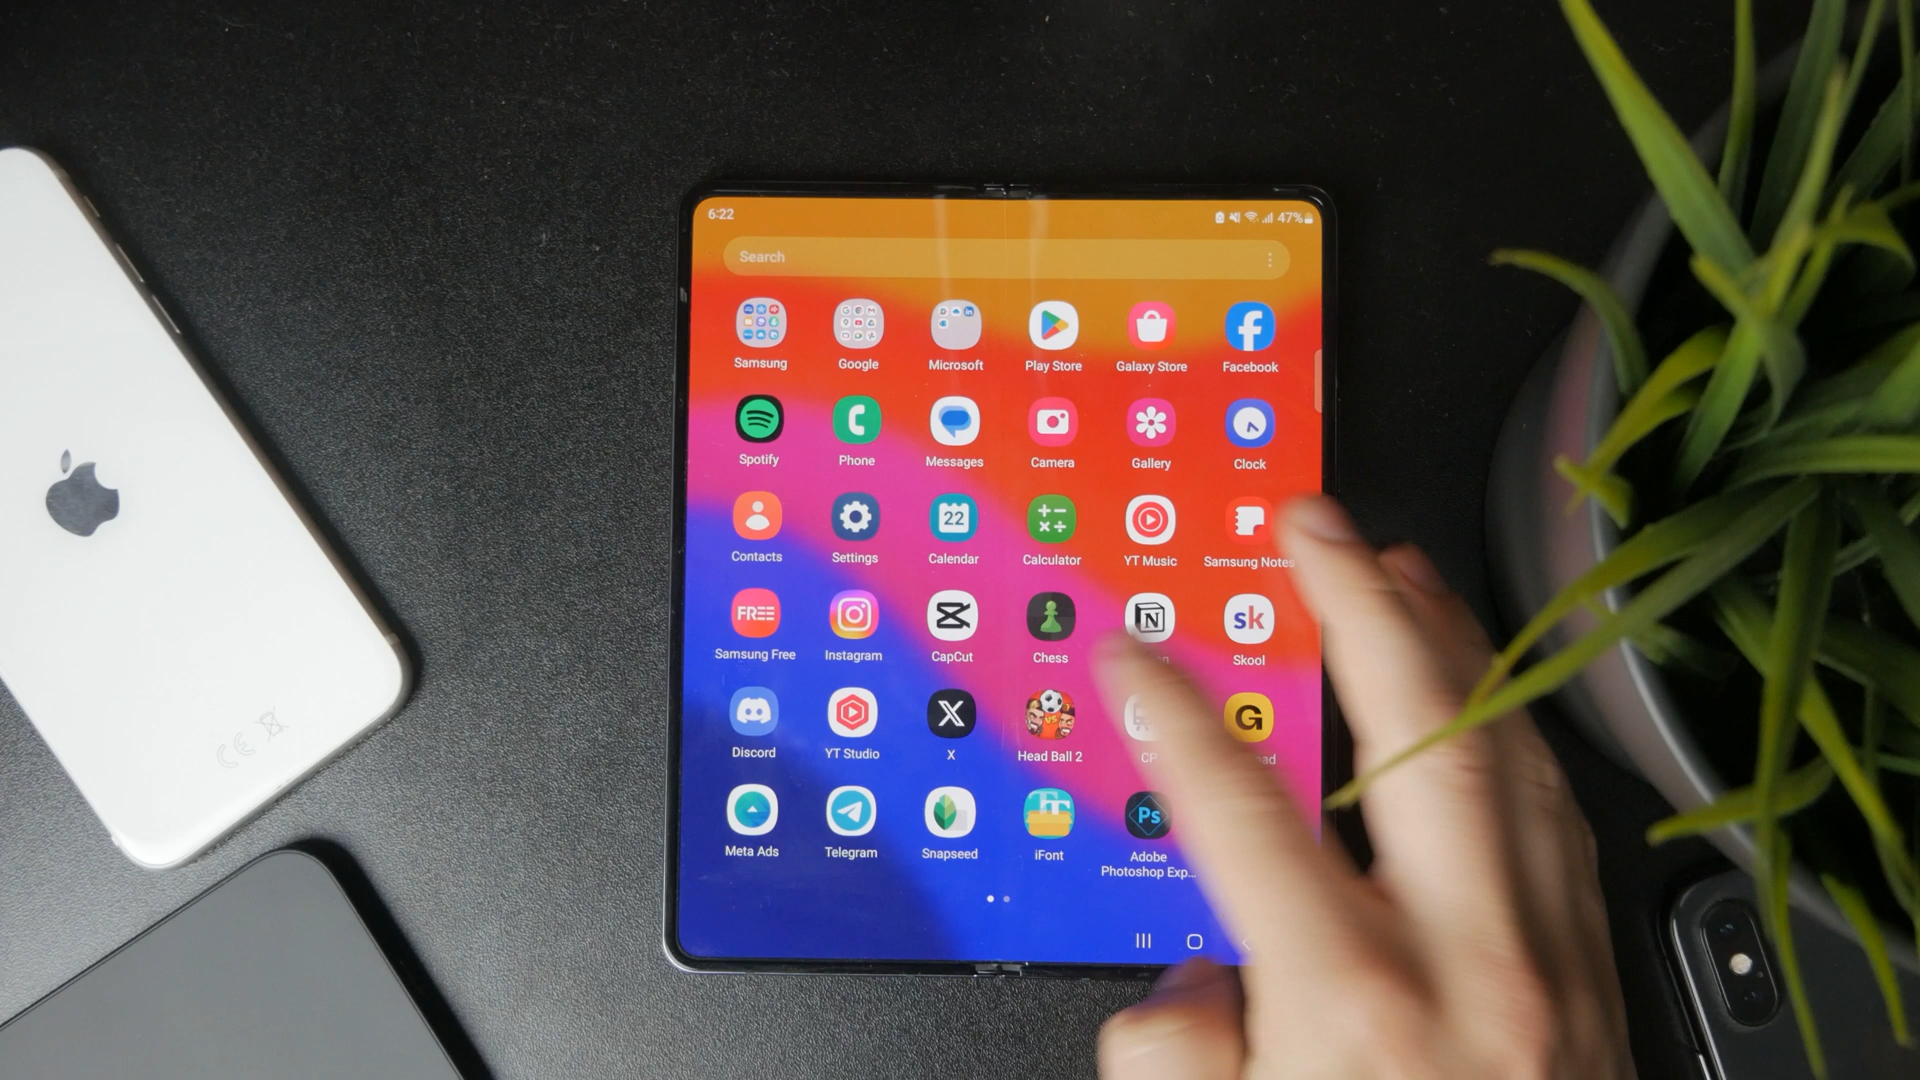 6:22 47%
Search
Samsung Google Microsoft Play Store Galaxy Store Facebook
Spotify Phone Messages Camera Gallery Clock
22
Contacts Settings Calendar Calculator YT Music Samsung Notes
FREE N sk
Samsung Free Instagram CapCut Chess Skool
X VS G
Discord YT Studio X Head Ball 2
Ps
Meta Ads Telegram Snapseed iFont Adobe
Photoshop Exp...
CE